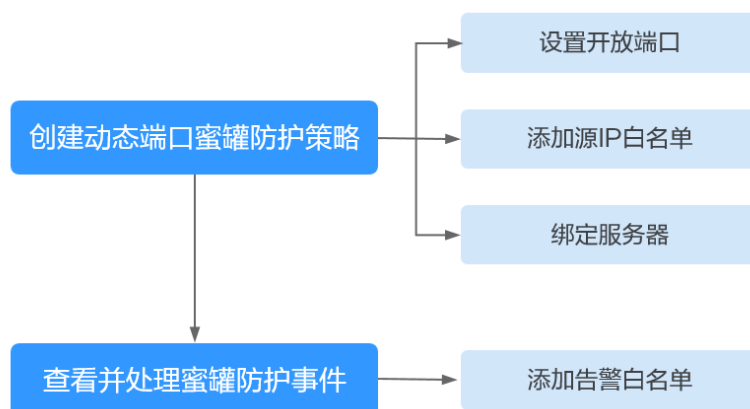 设置开放端口
创建动态端口蜜罐防护策略
添加源IP白名单
绑定服务器
查看并处理蜜罐防护事件
添加告警白名单